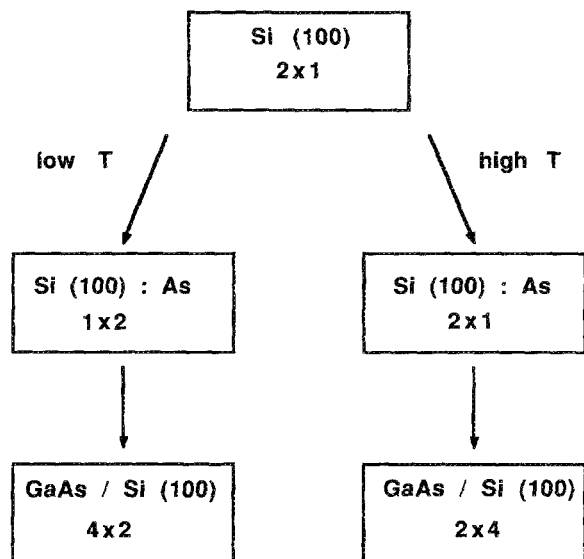 Si (100)
2x1
low T
high T
Si (100) : As
1x2
Si (100) : As
2x1
GaAs / Si (100)
4x2
GaAs / Si (100)
2x4